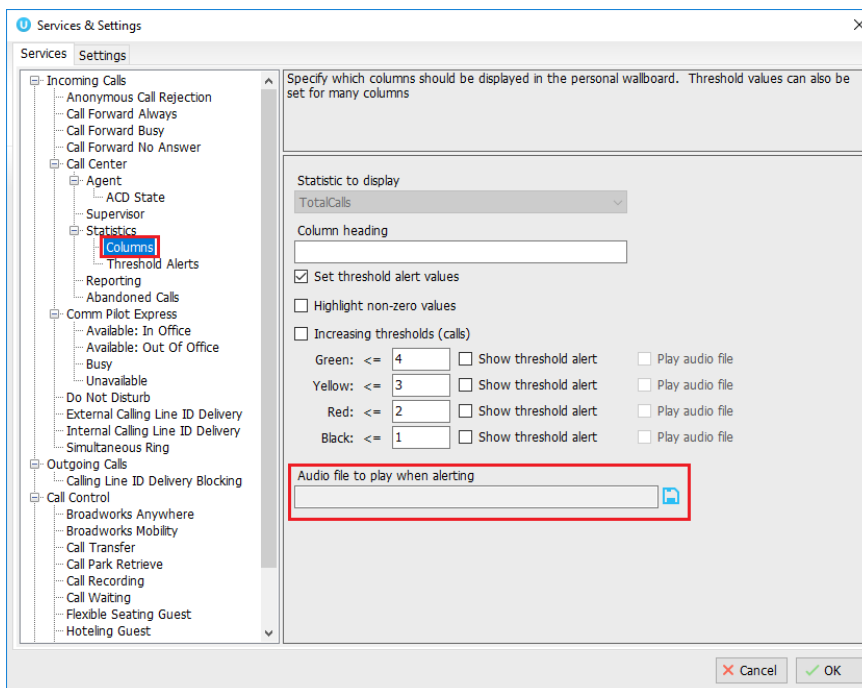 Services & Settings
Services Settings
Incoming Calls
Anonymous Call Rejection
Call Forward Always
Call Forward Busy
Call Forward No Answer
Call Center
Agent
ACD State
Supervisor
Statistics
Columns
Threshold Alerts
Reporting
Abandoned Calls
Comm Pilot Express
Available: In Office
Available: Out Of Office
Busy
Unavailable
Do Not Disturb
External Calling Line ID Delivery
Internal Calling Line ID Delivery
Simultaneous Ring
Outgoing Calls
Calling Line ID Delivery Blocking
Call Control
Broadworks Anywhere
Broadworks Mobility
Call Transfer
Call Park Retrieve
Call Recording
Call Waiting
Flexible Seating Guest
Hoteling Guest
Specify which columns should be displayed in the personal wallboard. Threshold values can also be
set for many columns
Statistic to display
TotalCalls
Column heading
Set threshold alert values
Highlight non-zero values
Increasing thresholds (calls)
Green: <= 4 Show threshold alert Play audio file
Yellow: <= 3 Show threshold alert Play audio file
Red: <= 2 Show threshold alert Play audio file
Black: <= 1 Show threshold alert Play audio file
Audio file to play when alerting
Cancel OK